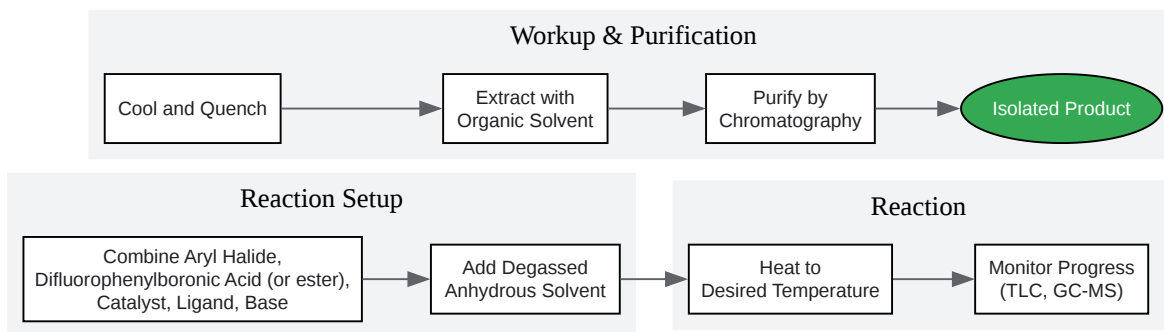 Workup & Purification
Cool and Quench
Extract with
Organic Solvent
Purify by
Chromatography
Isolated Product
Reaction Setup
Combine Aryl Halide,
Difluorophenylboronic Acid (or ester),
Catalyst, Ligand, Base
Add Degassed
Anhydrous Solvent
Reaction
Heat to
Desired Temperature
Monitor Progress
(TLC, GC-MS)